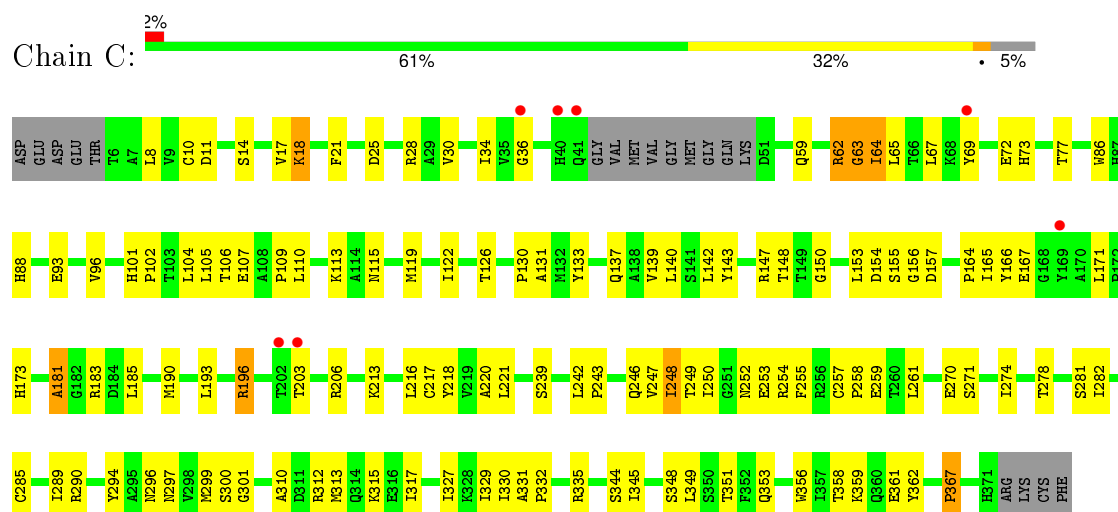 2%
Chain C:
61% 32% • 5%
ASP GLU ASP GLU THR T6 A7 L8 V9 C10 D11 S14 V17 K18 F21 D25 R28 A29 V30 I34 V35 G36 H40 Q41 GLY VAL MET VAL GLY MET GLY GLN LYS D51 Q59 R62 G63 I64 L65 T66 L67 K68 Y69 E72 H73 T77 W86 H87
H88 E93 V96 H101 P102 T103 L104 L105 T106 E107 A108 P109 L110 K113 A114 N115 M119 I122 T126 P130 A131 M132 Y133 Q137 A138 V139 L140 S141 L142 Y143 R147 T148 T149 G150 L153 D154 S155 G156 D157 P164 I165 Y166 E167 G168 Y169 A170 L171 P172
H173 A181 G182 R183 D184 L185 M190 L193 R196 T202 T203 R206 K213 L216 C217 Y218 V219 A220 L221 S239 L242 P243 Q246 V247 I248 T249 I250 G251 N252 E253 R254 F255 R256 C257 P258 E259 T260 L261 E270 S271 I274 T278 S281 I282
C285 I289 R290 Y294 A295 N296 N297 V298 M299 S300 G301 A310 D311 R312 M313 Q314 K315 E316 I317 I327 K328 I329 I330 A331 P332 R335 S344 I345 S348 L349 S350 T351 F352 Q353 W356 I357 T358 K359 Q360 E361 Y362 P367 H371 ARG LYS CYS PHE